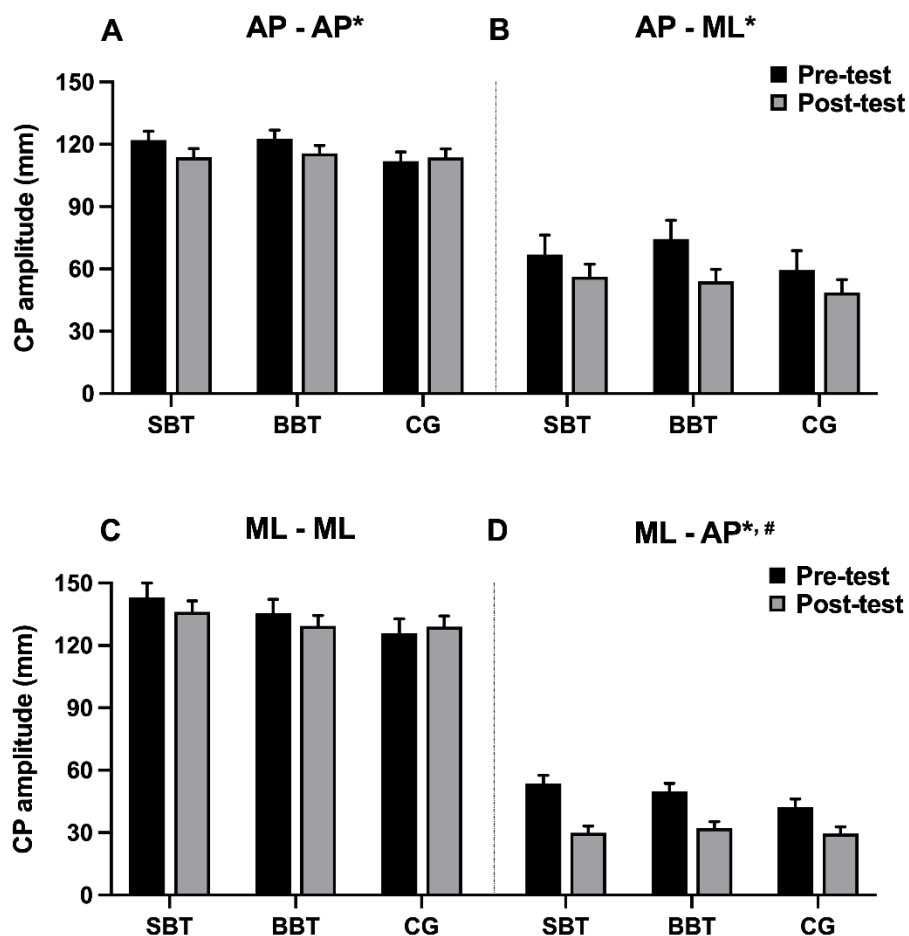 A AP - AP* B AP - ML*
Pre-test
Post-test
CP amplitude (mm)
150
120
90
60
30
0
SBT BBT CG SBT BBT CG
C ML - ML D ML - AP*, #
Pre-test
Post-test
CP amplitude (mm)
150
120
90
60
30
0
SBT BBT CG SBT BBT CG